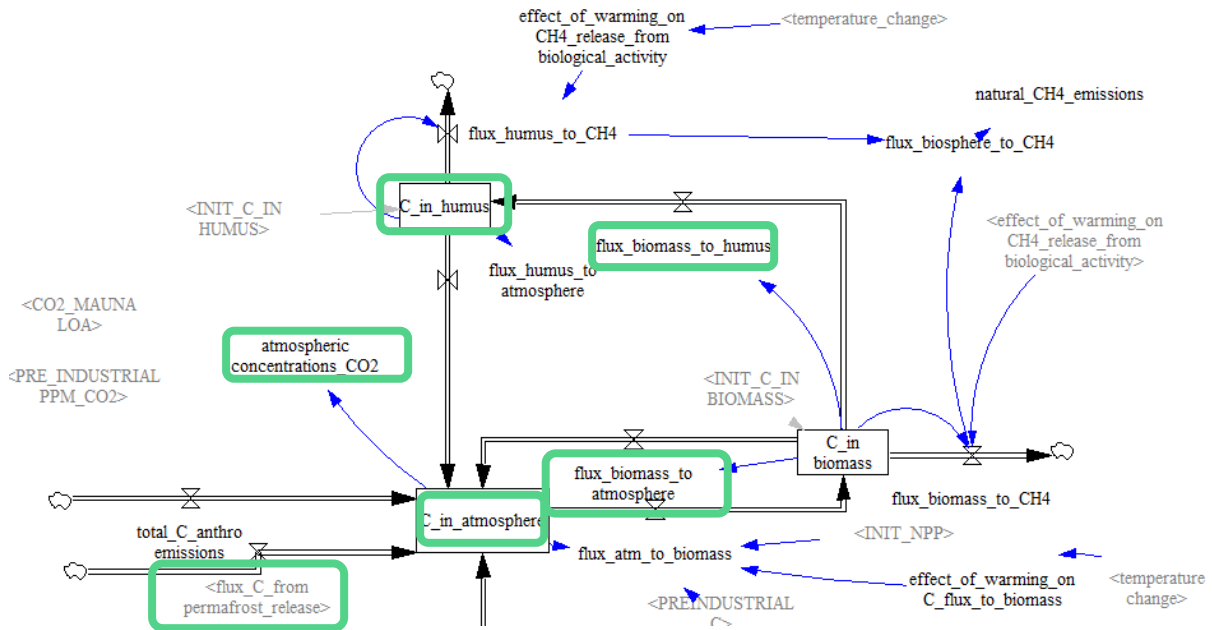 effect_of_warming_on
CH4_release_from
biological_activity
<temperature_change>
natural_CH4_emissions
flux_humus_to_CH4
flux_biosphere_to_CH4
<INIT_C_IN
HUMUS>
C_in_humus
flux_biomass_to_humus
<effect_of_warming_on
CH4_release_from
biological_activity>
flux_humus_to
atmosphere
<CO2_MAUNA
LOA>
atmospheric
concentrations_CO2
<PRE_INDUSTRIAL
PPM_CO2>
<INIT_C_IN
BIOMASS>
C_in
biomass
flux_biomass_to
atmosphere
flux_biomass_to_CH4
C_in_atmosphere
total_C_anthro
emissions
<INIT_NPP>
flux_atm_to_biomass
<flux_C_from
permafrost_release>
effect_of_warming_on
C_flux_to_biomass
<temperature
change>
<PREINDUSTRIAL
C>